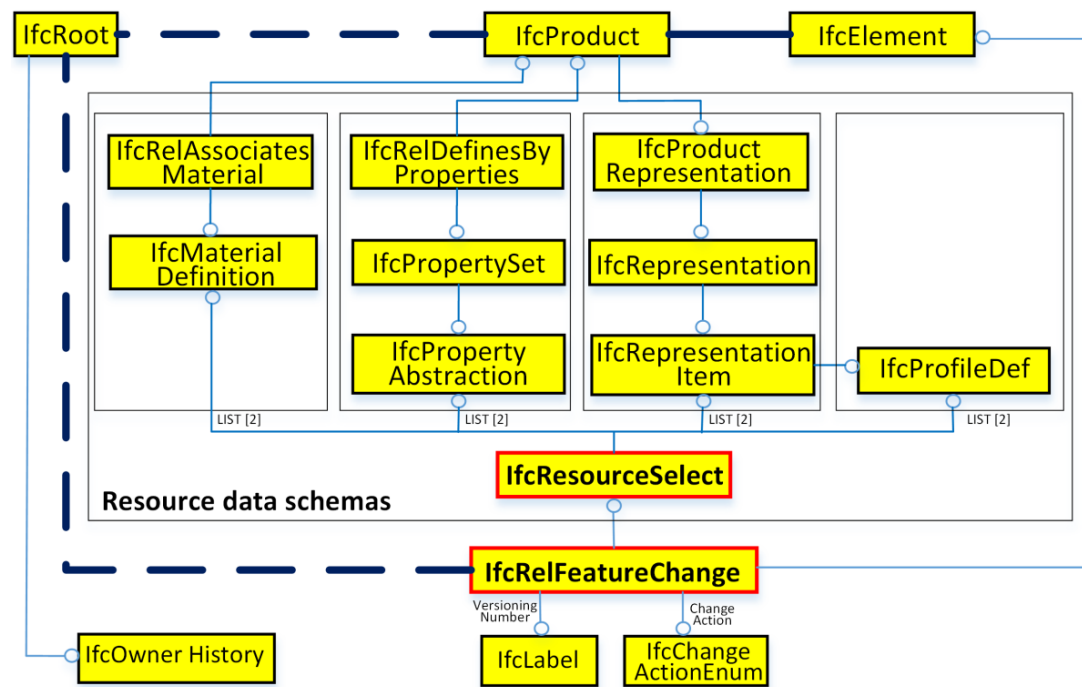 IfcRoot
IfcProduct
IfcElement
IfcRelAssociates
Material
IfcRelDefinesBy
Properties
IfcProduct
Representation
IfcMaterial
Definition
IfcPropertySet
IfcRepresentation
IfcProperty
Abstraction
IfcRepresentation
Item
IfcProfileDef
LIST [2]
LIST [2]
LIST [2]
LIST [2]
IfcResourceSelect
Resource data schemas
IfcRelFeatureChange
Versioning
Number
Change
Action
IfcOwner History
IfcLabel
IfcChange
ActionEnum